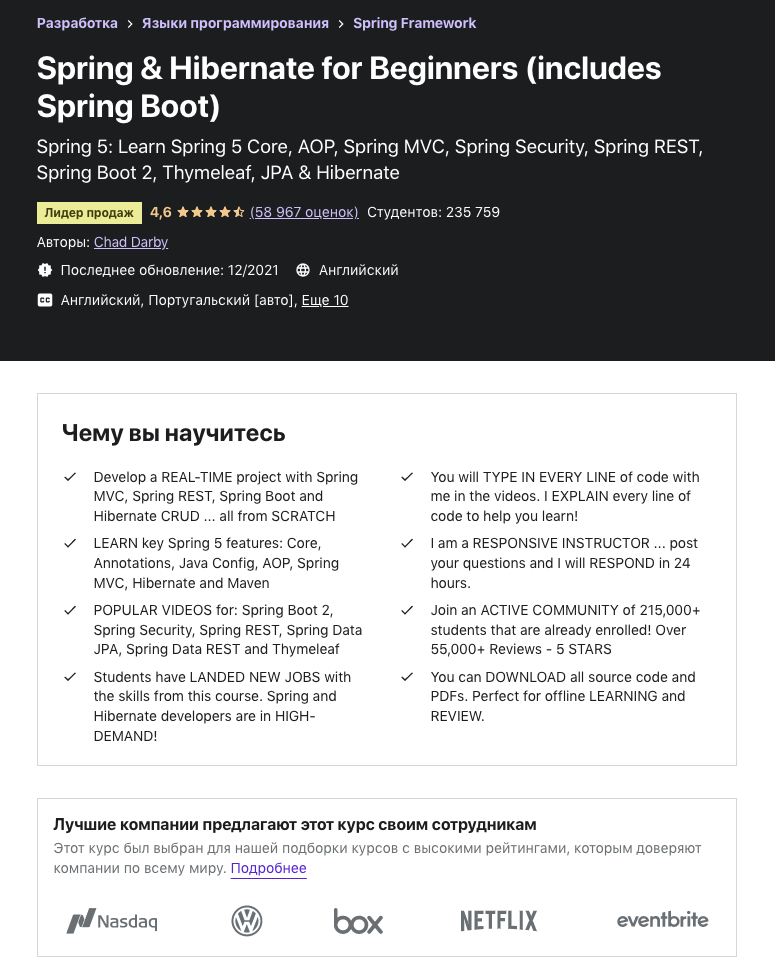 Разработка > Языки программирования > Spring Framework
Spring & Hibernate for Beginners (includes
Spring Boot)
Spring 5: Learn Spring 5 Core, AOP, Spring MVC, Spring Security, Spring REST,
Spring Boot 2, Thymeleaf, JPA & Hibernate
Лидер продаж 4,6 (58 967 оценок) Студентов: 235 759
Авторы: Chad Darby
Последнее обновление: 12/2021 Английский
CC Английский, Португальский [авто], Еще 10
Чему вы научитесь
Develop a REAL-TIME project with Spring
MVC, Spring REST, Spring Boot and
Hibernate CRUD ... all from SCRATCH
You will TYPE IN EVERY LINE of code with
me in the videos. I EXPLAIN every line of
code to help you learn!
LEARN key Spring 5 features: Core,
Annotations, Java Config, AOP, Spring
MVC, Hibernate and Maven
I am a RESPONSIVE INSTRUCTOR ... post
your questions and I will RESPOND in 24
hours.
POPULAR VIDEOS for: Spring Boot 2,
Spring Security, Spring REST, Spring Data
JPA, Spring Data REST and Thymeleaf
Join an ACTIVE COMMUNITY of 215,000+
students that are already enrolled! Over
55,000+ Reviews - 5 STARS
Students have LANDED NEW JOBS with
the skills from this course. Spring and
Hibernate developers are in HIGH-
DEMAND!
You can DOWNLOAD all source code and
PDFs. Perfect for offline LEARNING and
REVIEW.
Лучшие компании предлагают этот курс своим сотрудникам
Этот курс был выбран для нашей подборки курсов с высокими рейтингами, которым доверяют
компании по всему миру. Подробнее
Nasdaq VW box NETFLIX eventbrite